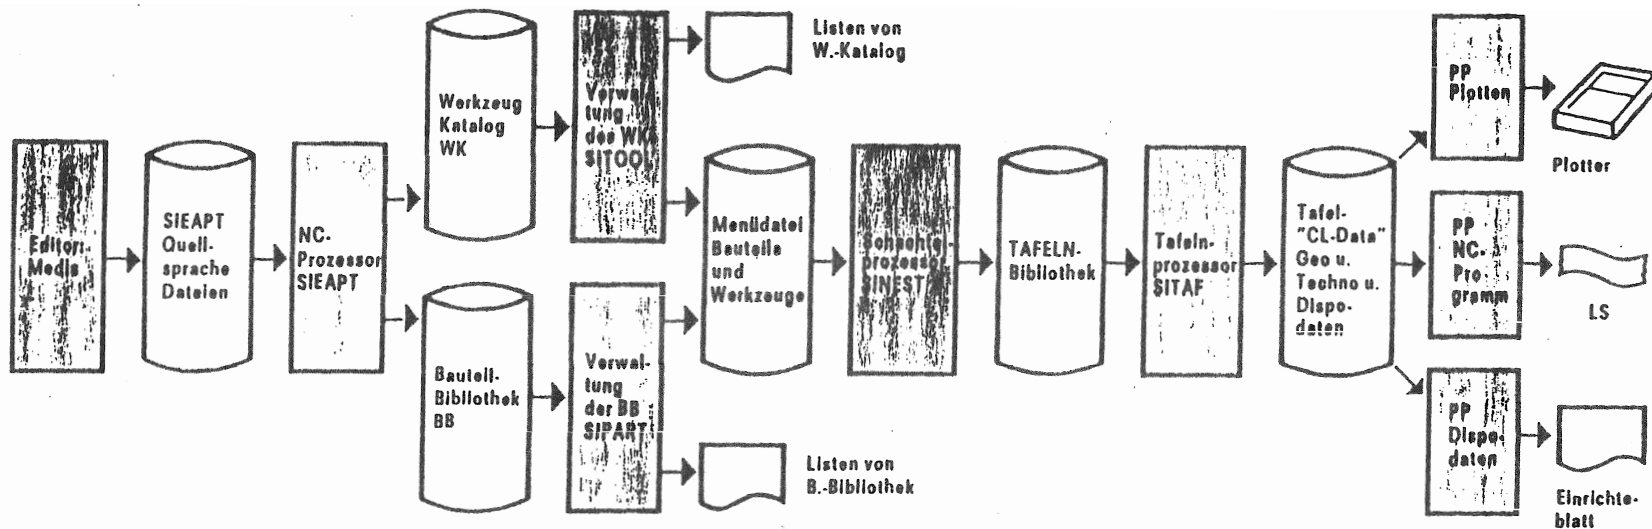 Editor:
Media
SIEAPT
Quell-
sprache
Dateien
NC-
Prozessor
SIEAPT
Werkzeug
Katalog
WK
Verwal-
tung
des WK
SITOOL
Listen von
W.-Katalog
Bauteil-
Bibliothek
BB
Verwal-
tung
der BB
SIPART
Listen von
B.-Bibliothek
Menüdatei
Bauteile
und
Werkzeuge
Schachtel-
prozessor
SINEST
TAFELN-
Bibliothek
Tafeln-
prozessor
SITAF
Tafel-
"CL-Data"
Geo u.
Techno u.
Dispo-
daten
PP
Plotten
Plotter
PP
NC-
Pro-
gramm
LS
PP
Dispo-
daten
Einrichte-
blatt